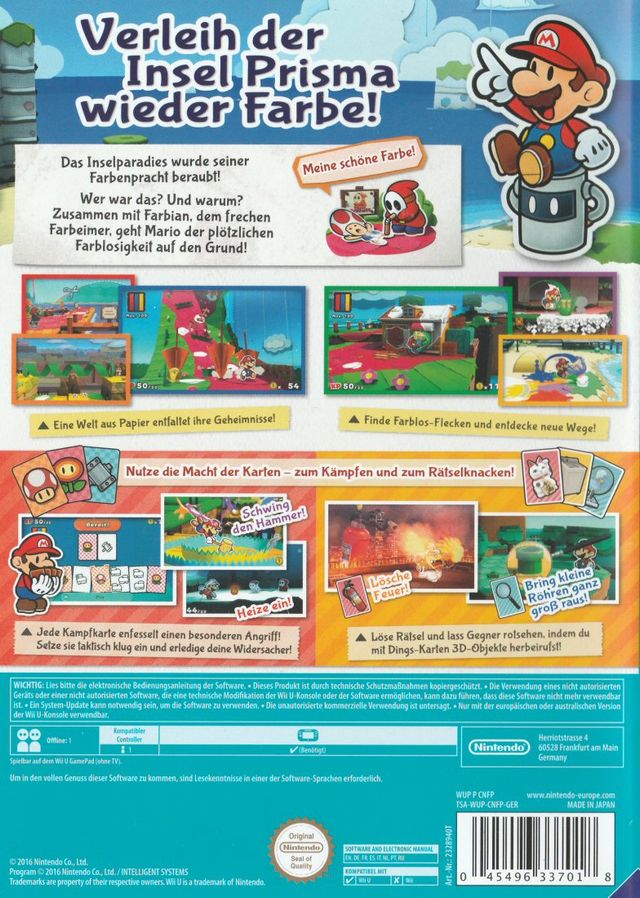 Verleih der
Insel Prisma
wieder Farbe!
Das Inselparadies wurde seiner
Farbenpracht beraubt!
Wer war das? Und warum?
Zusammen mit Farbian, dem frechen
Farbeimer, geht Mario der plötzlichen
Farblosigkeit auf den Grund!
Meine schöne Farbe!
50/50
54
50/50
▲ Eine Welt aus Papier entfaltet ihre Geheimnisse!
▲ Finde Farblos-Flecken und entdecke neue Wege!
Nutze die Macht der Karten – zum Kämpfen und zum Rätselknacken!
Bereit!
Schwing
den Hammer!
Heize ein!
Lösche
Feuer!
Bring kleine
Röhren ganz
groß raus!
▲ Jede Kampfkarte enfesselt einen besonderen Angriff!
Setze sie taktisch klug ein und erledige deine Widersacher!
▲ Löse Rätsel und lass Gegner rotsehen, indem du
mit Dings-Karten 3D-Objekte herbeirufst!
WICHTIG: Lies bitte die elektronische Bedienungsanleitung der Software. • Dieses Produkt ist durch technische Schutzmaßnahmen kopiergeschützt. • Die Verwendung eines nicht autorisierten
Geräts oder einer nicht autorisierten Software, die eine technische Modifikation der Wii U-Konsole oder der Software ermöglichen, kann dazu führen, dass diese Software nicht mehr verwendbar
ist. • Ein System-Update kann notwendig sein, um die Software zu verwenden. • Die unautorisierte kommerzielle Verwendung ist untersagt. • Nur mit der europäischen oder australischen Version
der Wii U-Konsole verwendbar.
Offline: 1
Kompatibler
Controller
1
✔ (Benötigt)
Nintendo
Herriotstrasse 4
60528 Frankfurt am Main
Germany
Spielbar auf dem Wii U GamePad (ohne TV).
Um in den vollen Genuss dieser Software zu kommen, sind Lesekenntnisse in einer der Software-Sprachen erforderlich.
WUP P CNFP
TSA-WUP-CNFP-GER
www.nintendo-europe.com
MADE IN JAPAN
Original
Nintendo
Seal of
Quality
SOFTWARE AND ELECTRONIC MANUAL
EN, DE, FR, ES, IT, NL, PT, RU
KOMPATIBEL MIT
✔ Wii U ✘ Wii
Art.-Nr.: 2328940T
0 45496 33701 8
© 2016 Nintendo Co., Ltd.
Program © 2016 Nintendo Co., Ltd. / INTELLIGENT SYSTEMS
Trademarks are property of their respective owners. Wii U is a trademark of Nintendo.